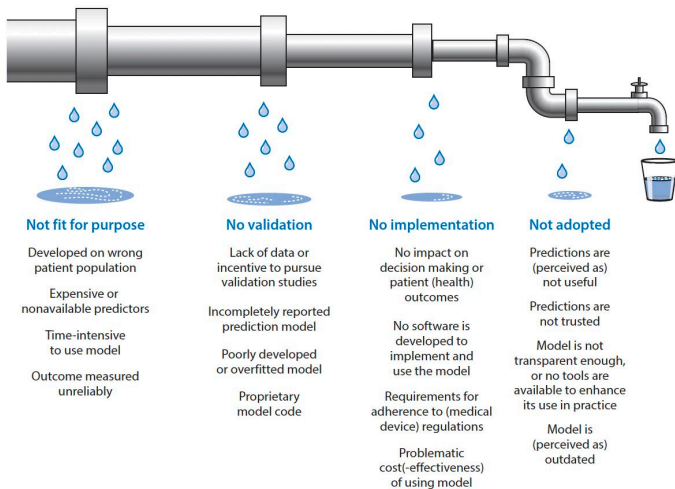 Not fit for purpose
Developed on wrong
patient population
Expensive or
nonavailable predictors
Time-intensive
to use model
Outcome measured
unreliably
No validation
Lack of data or
incentive to pursue
validation studies
Incompletely reported
prediction model
Poorly developed
or overfitted model
Proprietary
model code
No implementation
No impact on
decision making or
patient (health)
outcomes
No software is
developed to
implement and
use the model
Requirements for
adherence to (medical
device) regulations
Problematic
cost(-effectiveness)
of using model
Not adopted
Predictions are
(perceived as)
not useful
Predictions are
not trusted
Model is not
transparent enough,
or no tools are
available to enhance
its use in practice
Model is
(perceived as)
outdated